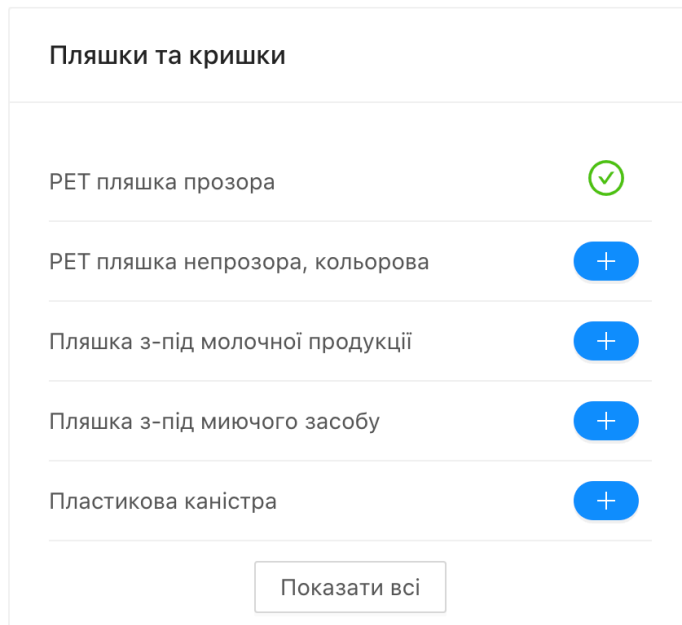 Пляшки та кришки
PET пляшка прозора
PET пляшка непрозора, кольорова
Пляшка з-під молочної продукції
Пляшка з-під миючого засобу
Пластикова каністра
Показати всі